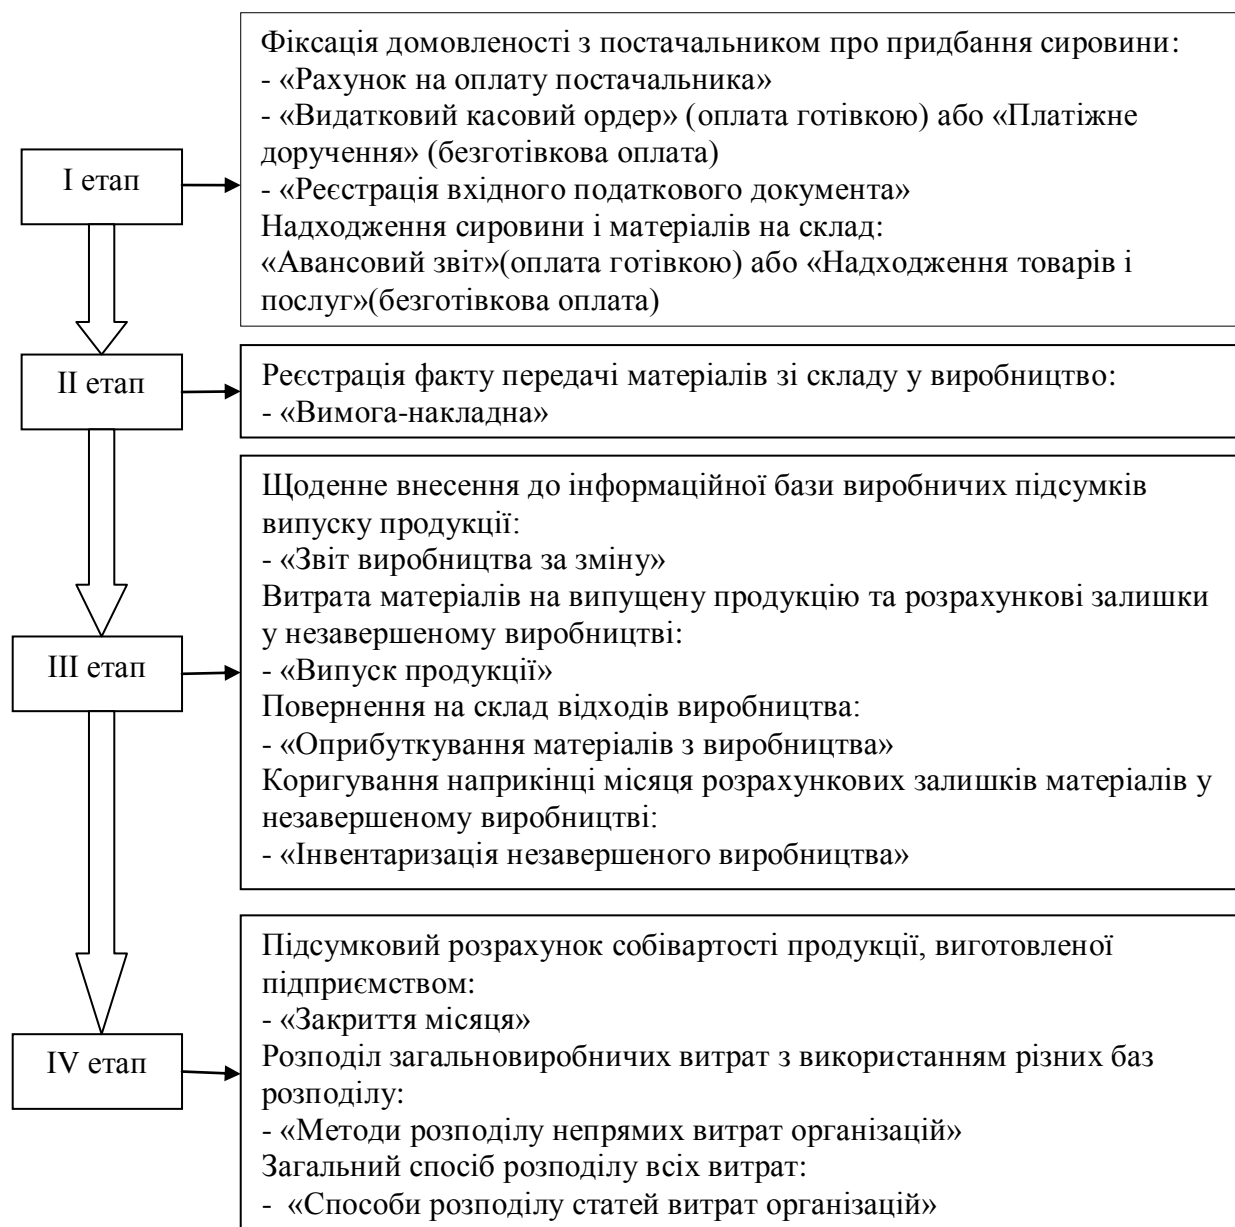 Фіксація домовленості з постачальником про придбання сировини:
- «Рахунок на оплату постачальника»
- «Видатковий касовий ордер» (оплата готівкою) або «Платіжне
доручення» (безготівкова оплата)
- «Реєстрація вхідного податкового документа»
Надходження сировини і матеріалів на склад:
«Авансовий звіт»(оплата готівкою) або «Надходження товарів і
послуг»(безготівкова оплата)
I етап
II етап
Реєстрація факту передачі матеріалів зі складу у виробництво:
- «Вимога-накладна»
Щоденне внесення до інформаційної бази виробничих підсумків
випуску продукції:
- «Звіт виробництва за зміну»
Витрата матеріалів на випущену продукцію та розрахункові залишки
у незавершеному виробництві:
- «Випуск продукції»
Повернення на склад відходів виробництва:
- «Оприбуткування матеріалів з виробництва»
Коригування наприкінці місяця розрахункових залишків матеріалів у
незавершеному виробництві:
- «Інвентаризація незавершеного виробництва»
III етап
Підсумковий розрахунок собівартості продукції, виготовленої
підприємством:
- «Закриття місяця»
Розподіл загальновиробничих витрат з використанням різних баз
розподілу:
- «Методи розподілу непрямих витрат організацій»
Загальний спосіб розподілу всіх витрат:
- «Способи розподілу статей витрат організацій»
IV етап